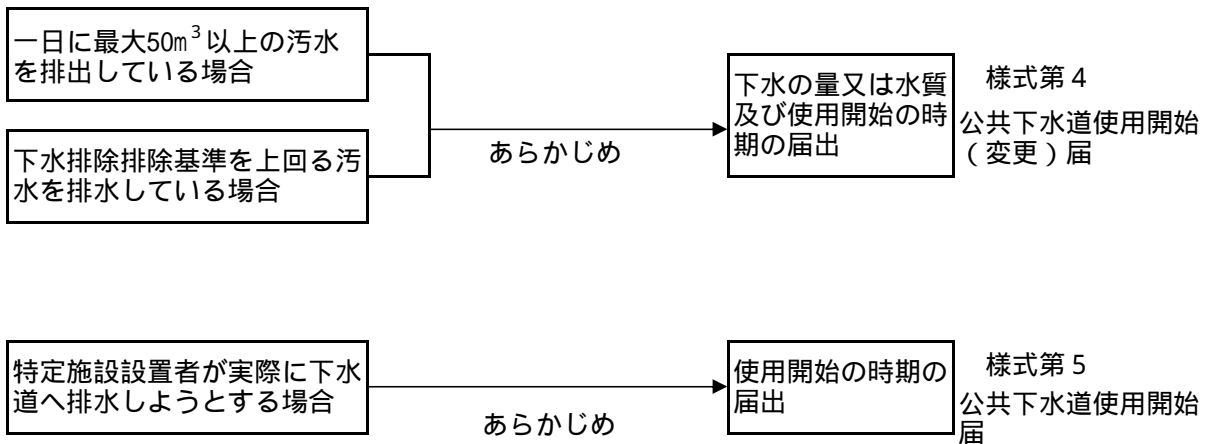 一日に最大50m³以上の汚水
を排出している場合
下水排除排除基準を上回る汚
水を排水している場合
あらかじめ
下水の量又は水質
及び使用開始の時
期の届出
様式第4
公共下水道使用開始
(変更)届
特定施設設置者が実際に下水
道へ排水しようとする場合
あらかじめ
使用開始の時期の
届出
様式第5
公共下水道使用開始
届